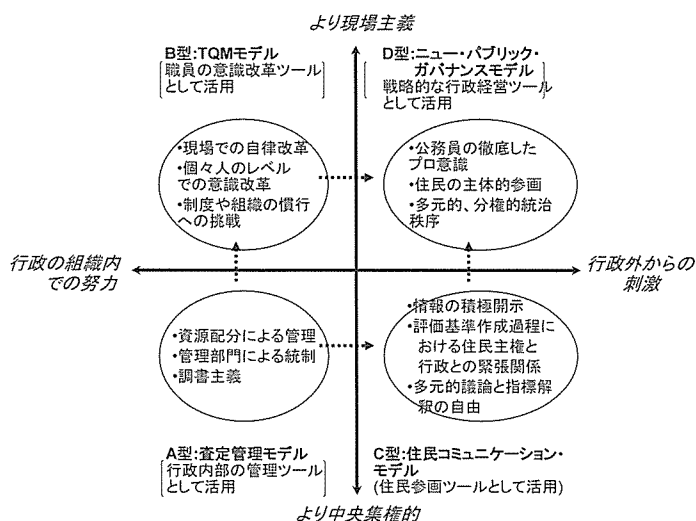 より現場主義
B型:TQMモデル
職員の意識改革ツール
として活用
D型:ニュー・パブリック・
ガバナンスモデル
戦略的な行政経営ツール
として活用
・現場での自律改革
・個々人のレベル
での意識改革
・制度や組織の慣行
への挑戦
・公務員の徹底した
プロ意識
・住民の主体的参画
・多元的、分権的統治
秩序
行政の組織内
での努力
行政外からの
刺激
・資源配分による管理
・管理部門による統制
・調書主義
・情報の積極開示
・評価基準作成過程に
おける住民主権と
行政との緊張関係
・多元的議論と指標解
釈の自由
A型:査定管理モデル
行政内部の管理ツール
として活用
C型:住民コミュニケーション・
モデル
(住民参画ツールとして活用)
より中央集権的